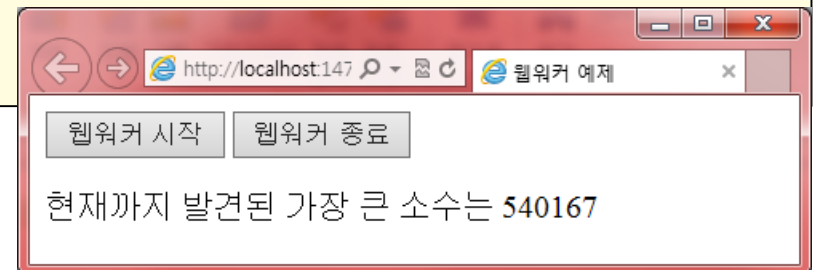 http://localhost:147
웹워커 예제
웹워커 시작 웹워커 종료
현재까지 발견된 가장 큰 소수는 540167